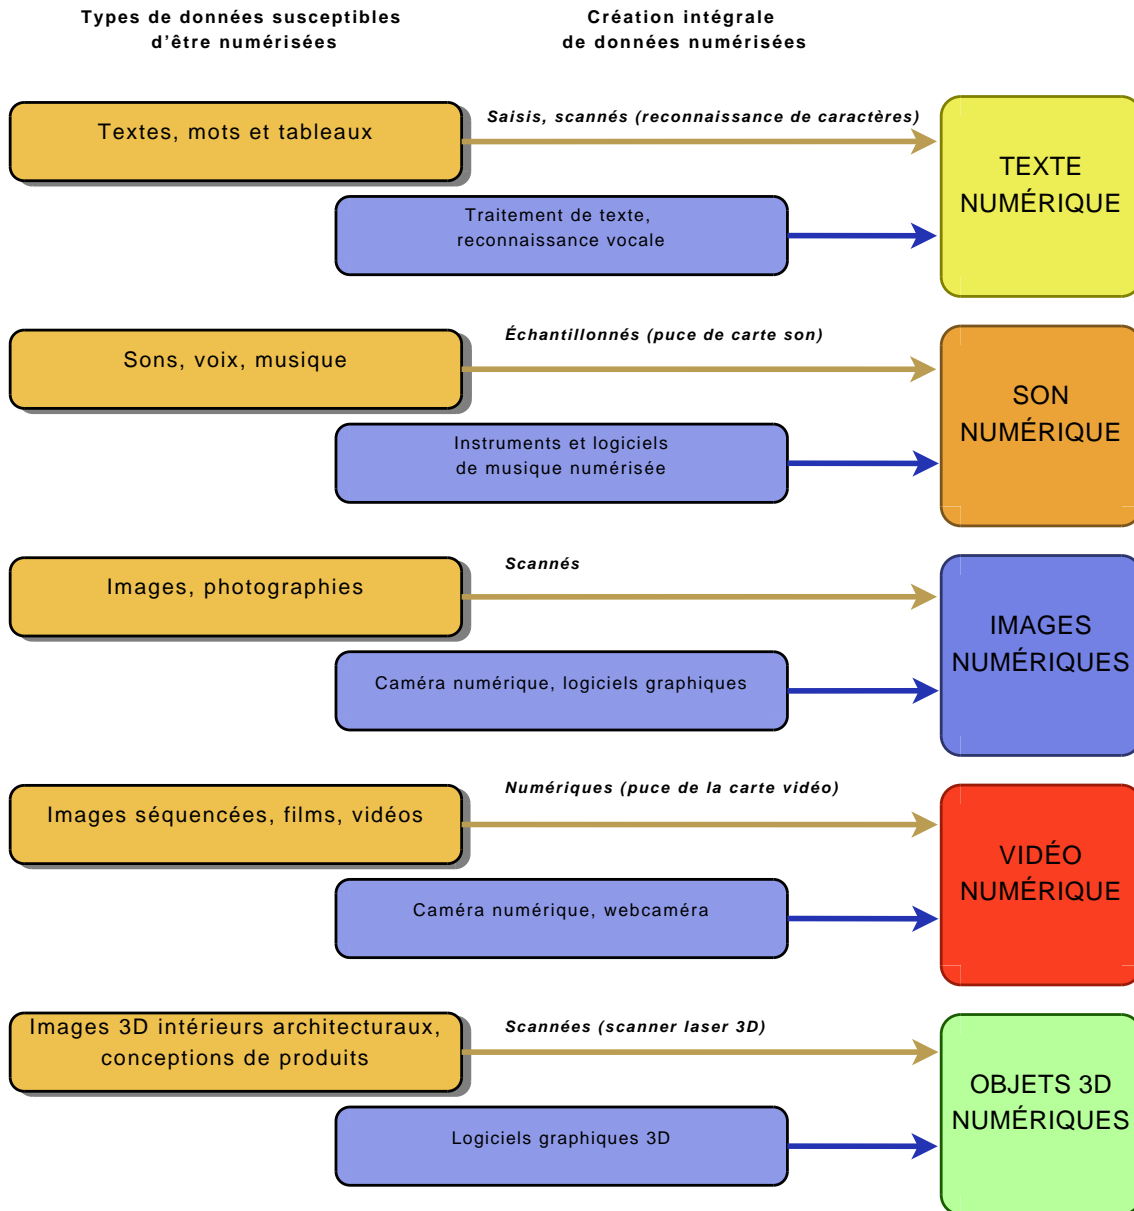 Types de données susceptibles
d’être numérisées
Création intégrale
de données numérisées
Textes, mots et tableaux
Saisis, scannés (reconnaissance de caractères)
Traitement de texte,
reconnaissance vocale
TEXTE
NUMÉRIQUE
Sons, voix, musique
Échantillonnés (puce de carte son)
Instruments et logiciels
de musique numérisée
SON
NUMÉRIQUE
Images, photographies
Scannés
Caméra numérique, logiciels graphiques
IMAGES
NUMÉRIQUES
Images séquencées, films, vidéos
Numériques (puce de la carte vidéo)
Caméra numérique, webcaméra
VIDÉO
NUMÉRIQUE
Images 3D intérieurs architecturaux,
conceptions de produits
Scannées (scanner laser 3D)
Logiciels graphiques 3D
OBJETS 3D
NUMÉRIQUES